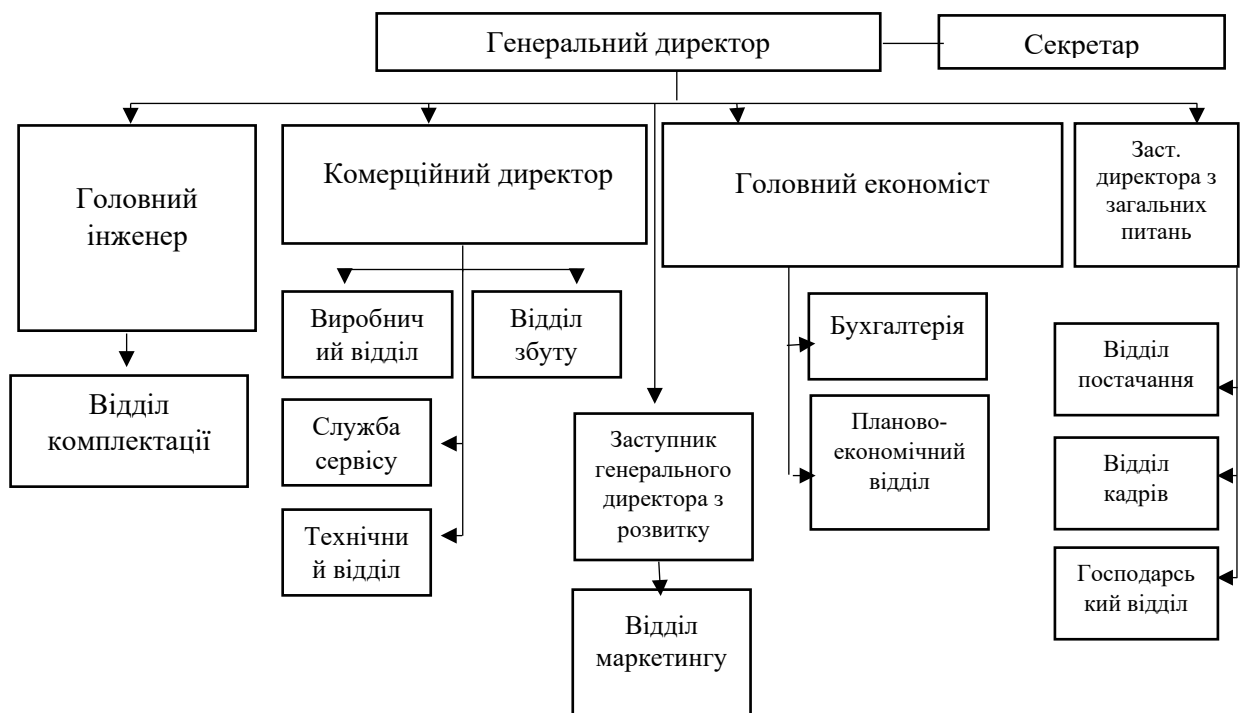 Генеральний директор
Секретар
Головний
інженер
Комерційний директор
Головний економіст
Заст.
директора з
загальних
питань
Виробнич
ий відділ
Відділ
збуту
Бухгалтерія
Відділ
постачання
Відділ
комплектації
Служба
сервісу
Заступник
генерального
директора з
розвитку
Планово-
економічний
відділ
Відділ
кадрів
Технічни
й відділ
Господарсь
кий відділ
Відділ
маркетингу